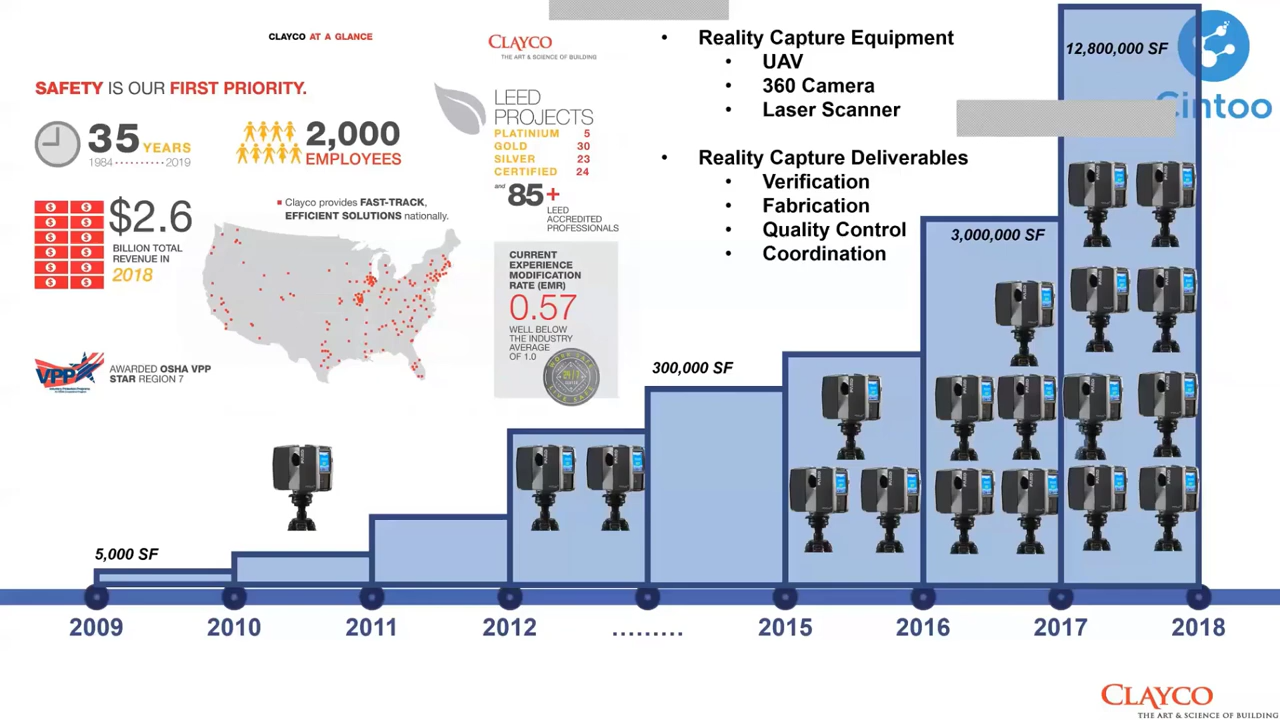 CLAYCO AT A GLANCE
SAFETY IS OUR FIRST PRIORITY.
35 YEARS
1984 ·········· 2019
2,000
EMPLOYEES
$2.6
BILLION TOTAL
REVENUE IN
2018
■ Clayco provides FAST-TRACK,
EFFICIENT SOLUTIONS nationally.
VPP
AWARDED OSHA VPP
STAR REGION 7
CLAYCO
THE ART & SCIENCE OF BUILDING
LEED
PROJECTS
PLATINIUM 5
GOLD 30
SILVER 23
CERTIFIED 24
and 85+
LEED
ACCREDITED
PROFESSIONALS
CURRENT
EXPERIENCE
MODIFICATION
RATE (EMR)
0.57
WELL BELOW
THE INDUSTRY
AVERAGE
OF 1.0
• Reality Capture Equipment
• UAV
• 360 Camera
• Laser Scanner
• Reality Capture Deliverables
• Verification
• Fabrication
• Quality Control
• Coordination
Cintoo
5,000 SF
300,000 SF
3,000,000 SF
12,800,000 SF
2009 2010 2011 2012 ......... 2015 2016 2017 2018
CLAYCO
THE ART & SCIENCE OF BUILDING